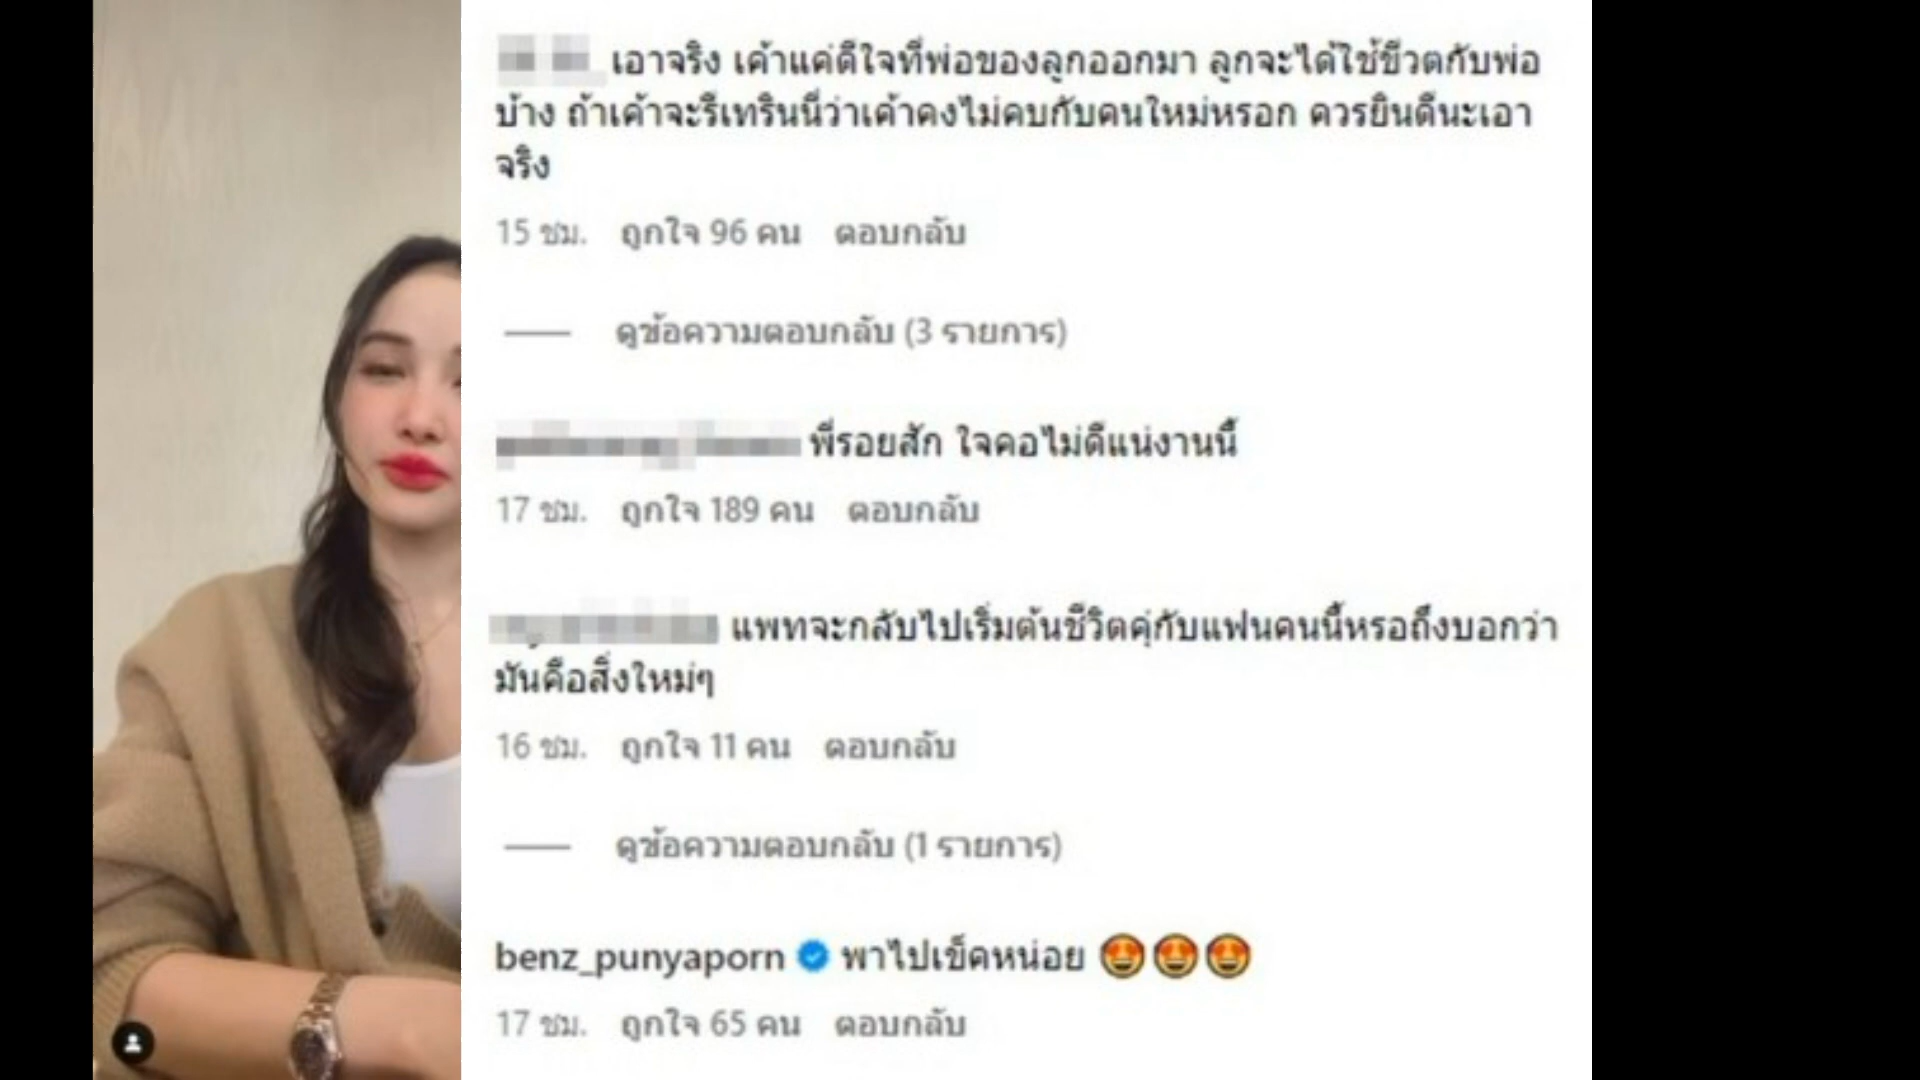 เอาจริง เค้าแค่ดีใจที่พ่อของลูกออกมา ลูกจะได้ใช้ขีวตกับพ่อ
บ้าง ถ้าเค้าจะรีเทรินนี่ว่าเค้าคงไม่คบกับคนใหม่หรอก ควรยินดีนะเอา
จริง
15 ชม. ถูกใจ 96 คน ตอบกลับ
ดูข้อความตอบกลับ (3 รายการ)
พี่รอยสัก ใจคอไม่ดีแน่งานนี้
17 ชม. ถูกใจ 189 คน ตอบกลับ
แพทจะกลับไปเริ่มต้นชีวิตคู่กับแฟนคนนี้หรอถึงบอกว่า
มันคือสิ่งใหม่ๆ
16 ชม. ถูกใจ 11 คน ตอบกลับ
ดูข้อความตอบกลับ (1 รายการ)
benz_punyaporn พาไปเข็คหน่อย 🤩🤩🤩
17 ชม. ถูกใจ 65 คน ตอบกลับ